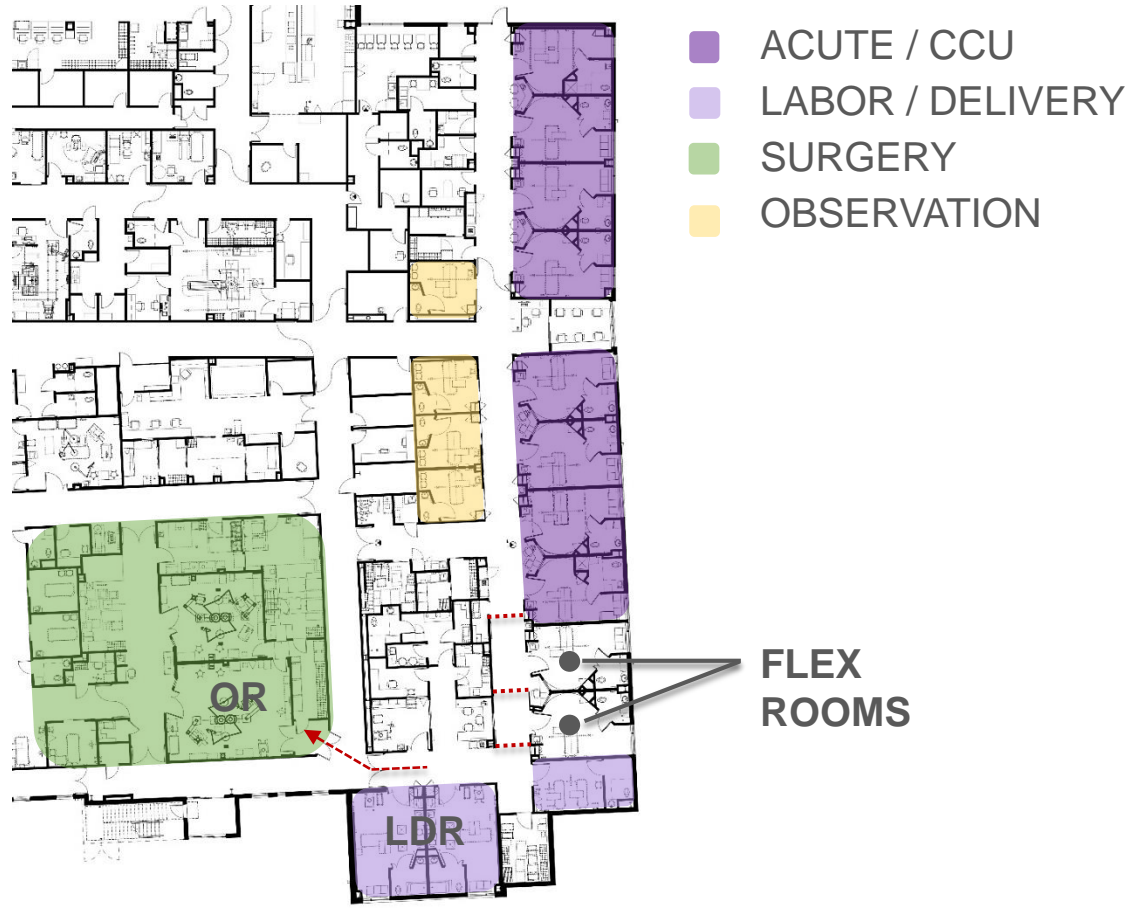 ACUTE / CCU
LABOR / DELIVERY
SURGERY
OBSERVATION
FLEX
ROOMS
OR
LDR